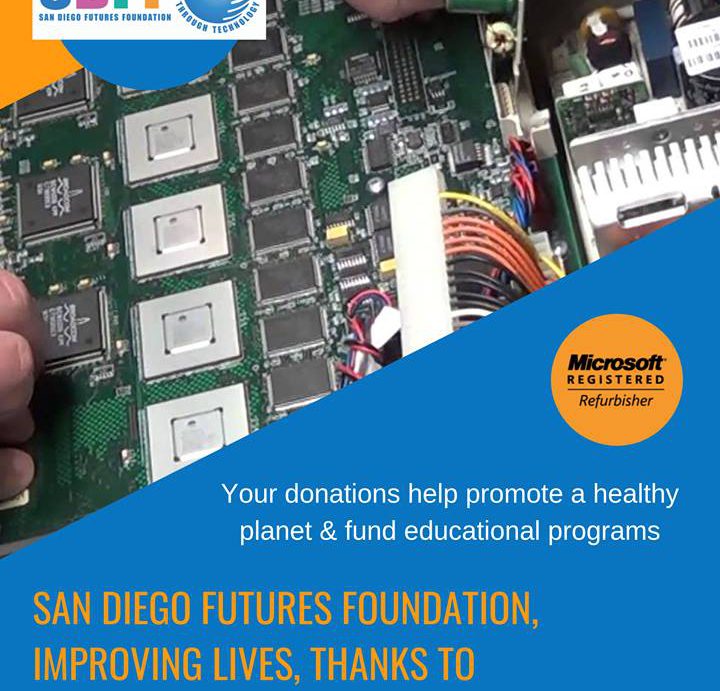 SAN DIEGO FUTURES FOUNDATION
THROUGH TECHNOLOGY
Microsoft
REGISTERED
Refurbisher
Your donations help promote a healthy
planet & fund educational programs
SAN DIEGO FUTURES FOUNDATION,
IMPROVING LIVES, THANKS TO